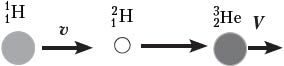 ¹₁H v ²₁H ³₂He V